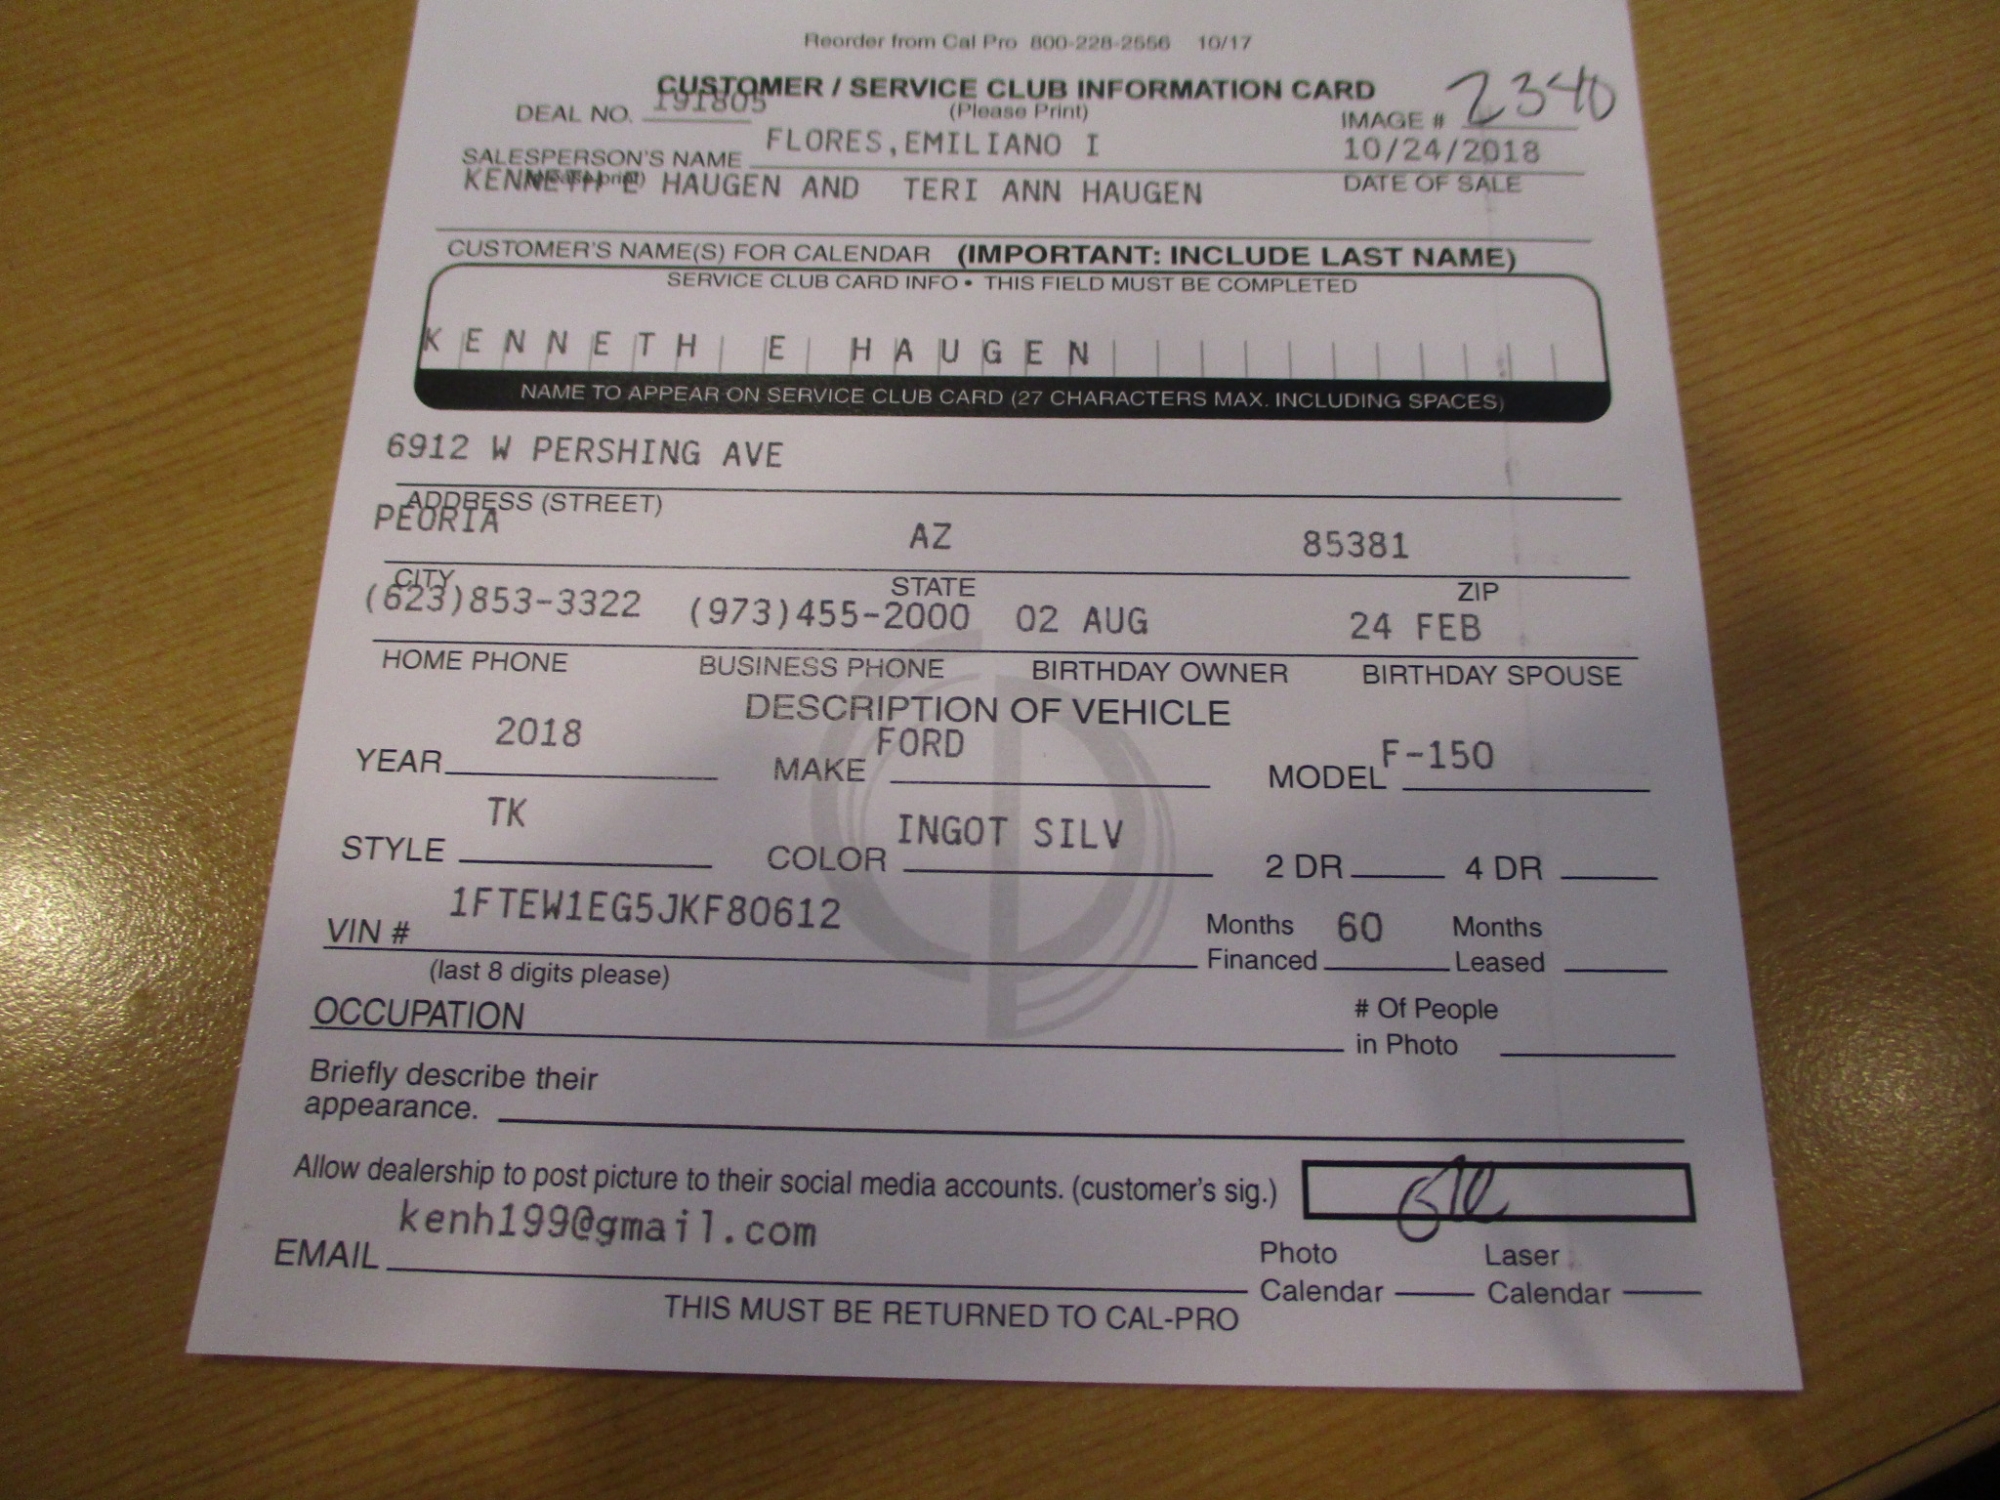 Reorder from Cal Pro 800-228-2556 10/17
CUSTOMER / SERVICE CLUB INFORMATION CARD
(Please Print)
DEAL NO. 191805
IMAGE # 2340
SALESPERSON'S NAME FLORES,EMILIANO I
(please print)
10/24/2018
DATE OF SALE
KENNETH E HAUGEN AND TERI ANN HAUGEN
CUSTOMER'S NAME(S) FOR CALENDAR (IMPORTANT: INCLUDE LAST NAME)
SERVICE CLUB CARD INFO • THIS FIELD MUST BE COMPLETED
KENNETH E HAUGEN
NAME TO APPEAR ON SERVICE CLUB CARD (27 CHARACTERS MAX. INCLUDING SPACES)
6912 W PERSHING AVE
ADDRESS (STREET)
PEORIA AZ 85381
CITY STATE ZIP
(623)853-3322 (973)455-2000 02 AUG 24 FEB
HOME PHONE BUSINESS PHONE BIRTHDAY OWNER BIRTHDAY SPOUSE
DESCRIPTION OF VEHICLE
YEAR 2018 MAKE FORD MODEL F-150
STYLE TK COLOR INGOT SILV 2 DR 4 DR
VIN # 1FTEW1EG5JKF80612
(last 8 digits please)
Months Financed 60 Months Leased
OCCUPATION
# Of People in Photo
Briefly describe their
appearance.
Allow dealership to post picture to their social media accounts. (customer's sig.)
EMAIL kenh199@gmail.com
Photo Calendar Laser Calendar
THIS MUST BE RETURNED TO CAL-PRO